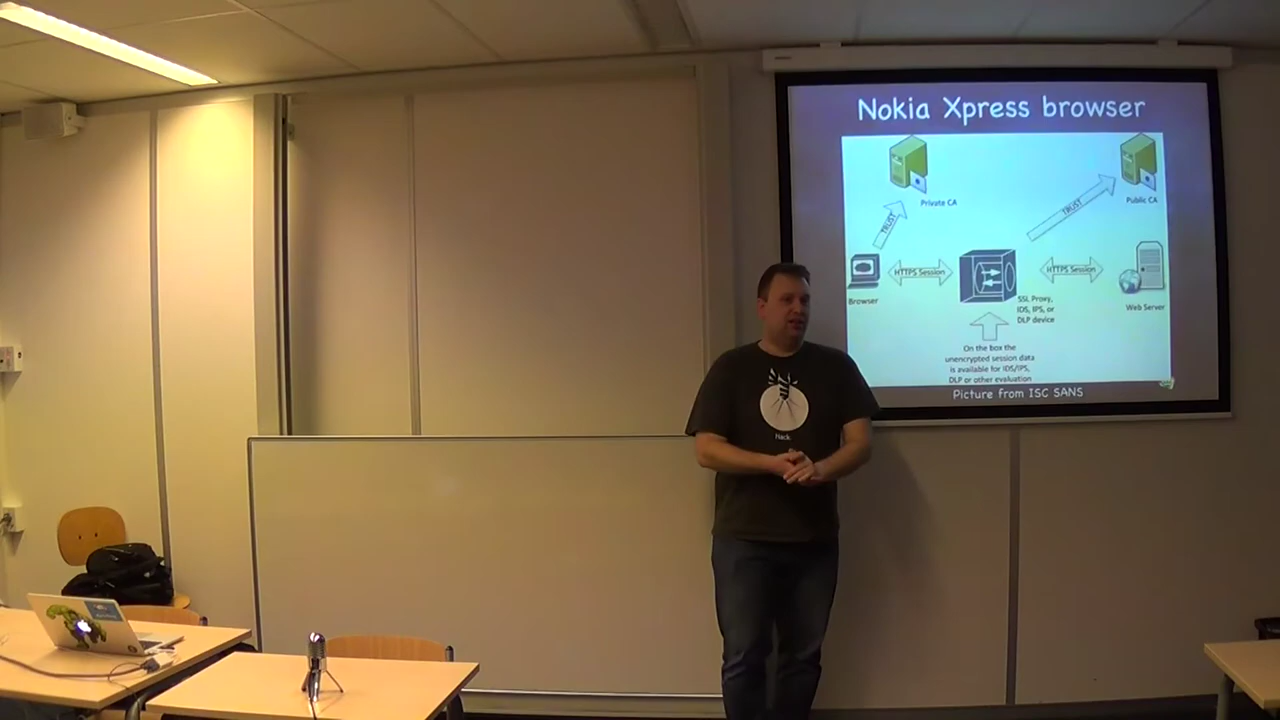 Nokia Xpress browser
Private CA
Public CA
TRUST
TRUST
HTTPS Session
HTTPS Session
Browser
SSL Proxy,
IDS, IPS, or
DLP device
Web Server
On the box the
unencrypted session data
is available for IDS/IPS,
DLP or other evaluation
Picture from ISC SANS
Hack